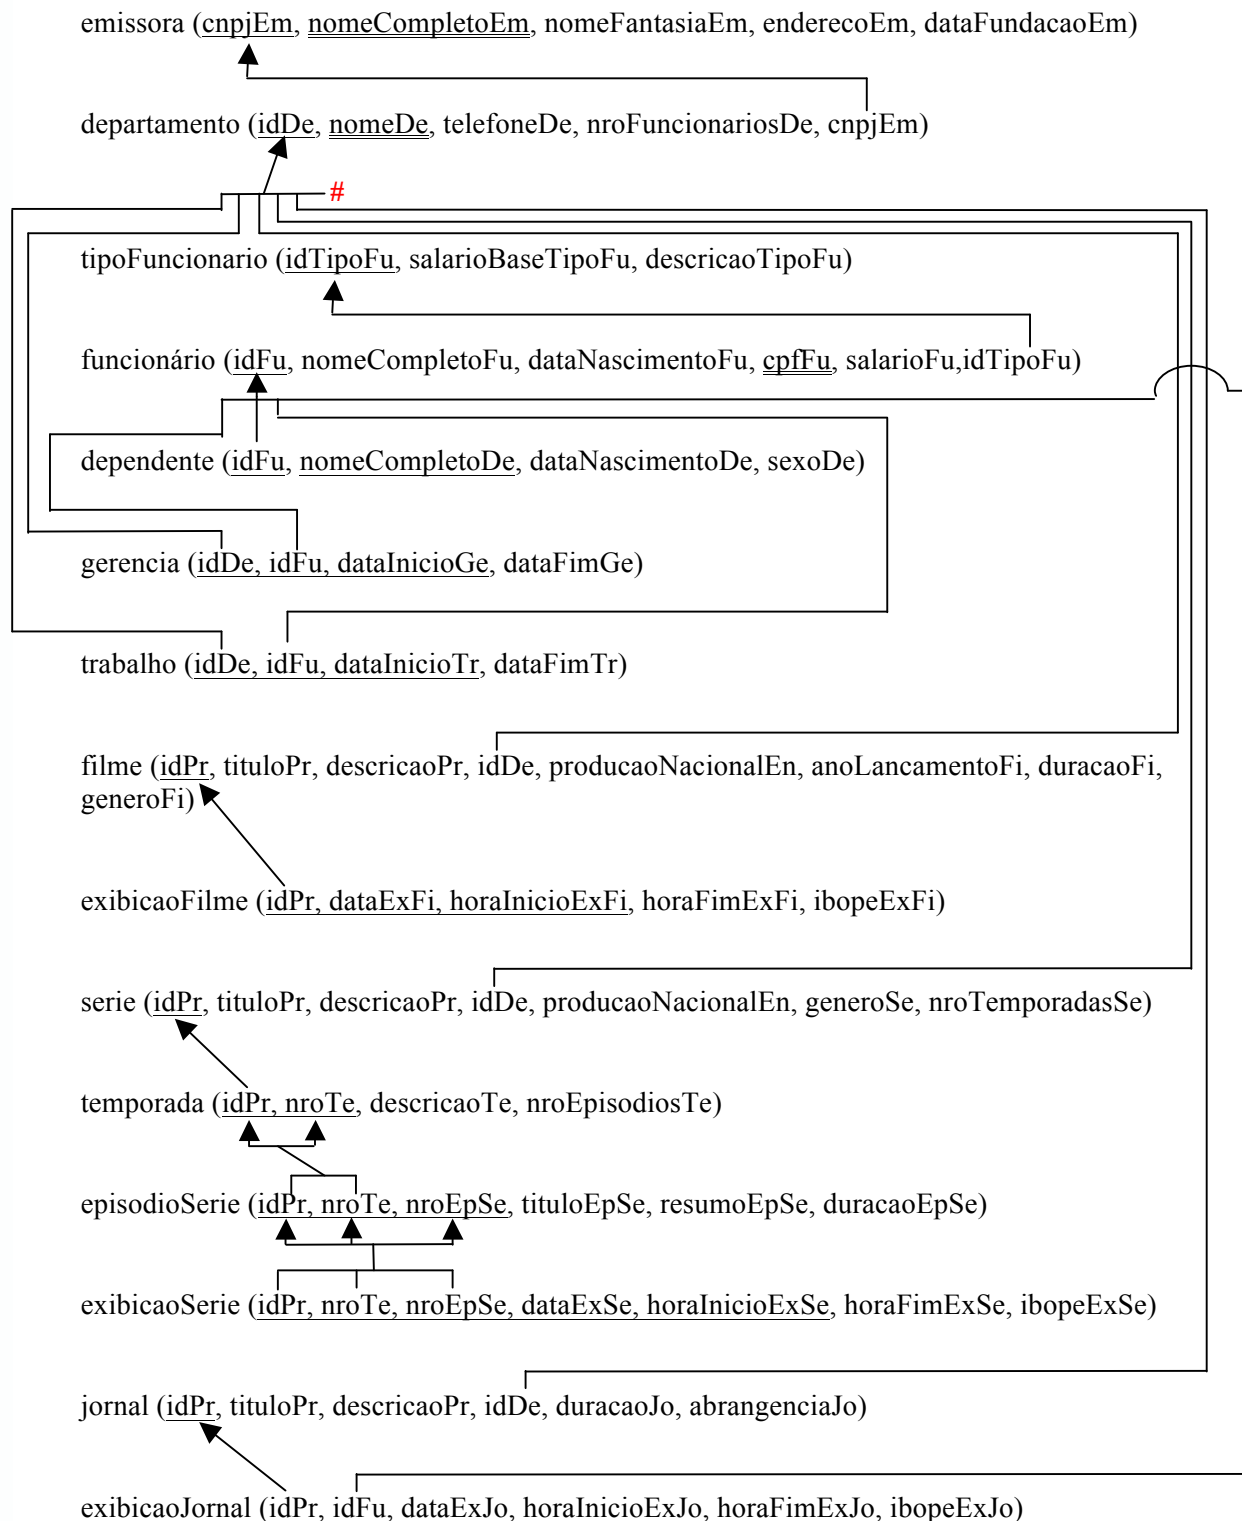 emissora (cnpjEm, nomeCompletoEm, nomeFantasiaEm, enderecoEm, dataFundacaoEm)
departamento (idDe, nomeDe, telefoneDe, nroFuncionariosDe, cnpjEm)
#
tipoFuncionario (idTipoFu, salarioBaseTipoFu, descricaoTipoFu)
funcionário (idFu, nomeCompletoFu, dataNascimentoFu, cpfFu, salarioFu,idTipoFu)
dependente (idFu, nomeCompletoDe, dataNascimentoDe, sexoDe)
gerencia (idDe, idFu, dataInicioGe, dataFimGe)
trabalho (idDe, idFu, dataInicioTr, dataFimTr)
filme (idPr, tituloPr, descricaoPr, idDe, producaoNacionalEn, anoLancamentoFi, duracaoFi,
generoFi)
exibicaoFilme (idPr, dataExFi, horaInicioExFi, horaFimExFi, ibopeExFi)
serie (idPr, tituloPr, descricaoPr, idDe, producaoNacionalEn, generoSe, nroTemporadasSe)
temporada (idPr, nroTe, descricaoTe, nroEpisodiosTe)
episodioSerie (idPr, nroTe, nroEpSe, tituloEpSe, resumoEpSe, duracaoEpSe)
exibicaoSerie (idPr, nroTe, nroEpSe, dataExSe, horaInicioExSe, horaFimExSe, ibopeExSe)
jornal (idPr, tituloPr, descricaoPr, idDe, duracaoJo, abrangenciaJo)
exibicaoJornal (idPr, idFu, dataExJo, horaInicioExJo, horaFimExJo, ibopeExJo)